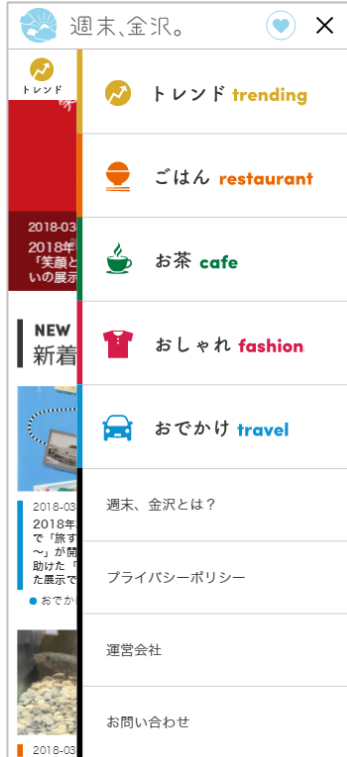 週末、金沢。
トレンド
トレンド trending
ごはん restaurant
お茶 cafe
おしゃれ fashion
おでかけ travel
週末、金沢とは？
プライバシーポリシー
運営会社
お問い合わせ
2018-03
2018年
「笑顔と
いの展示
NEW
新着
2018-03
2018年
で「旅す
～」が開
助けた「
た展示で
おでか
2018-03